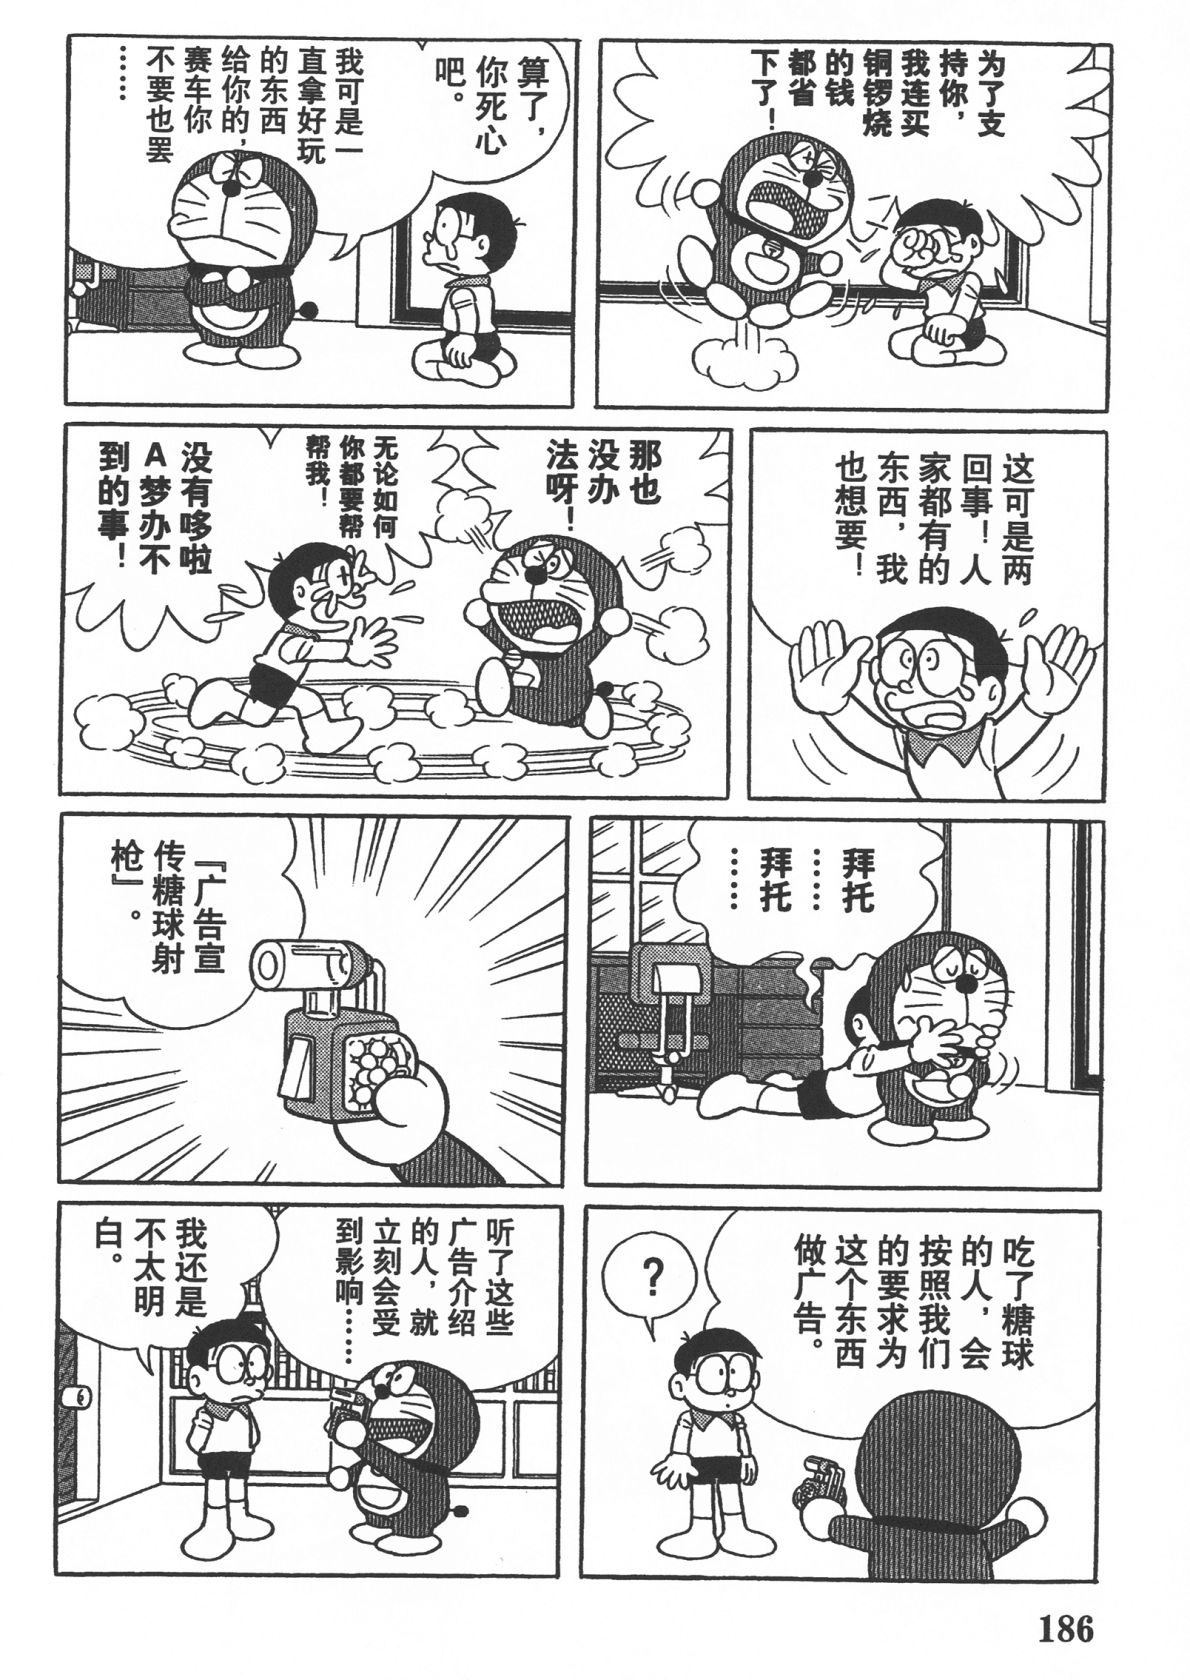 为了支
持你，
我连买
铜锣烧
的钱
都省
下了！
算了，
你死心
吧。
我可是一
直拿好玩
的东西
给你的，
赛车你
不要也罢
……
这可是两
回事！人
家都有的
东西，我
也想要！
那也
没办
法呀！
无论如何
你都要帮
帮我！
没有哆啦
A梦办不
到的事！
拜托
……
拜托
……
『广告宣
传糖球射
枪』。
吃了糖球
的人，会
按照我们
的要求为
这个东西
做广告。
?
听了这些
广告介绍
的人，就
立刻会受
到影响……
我还是
不太明
白。
186